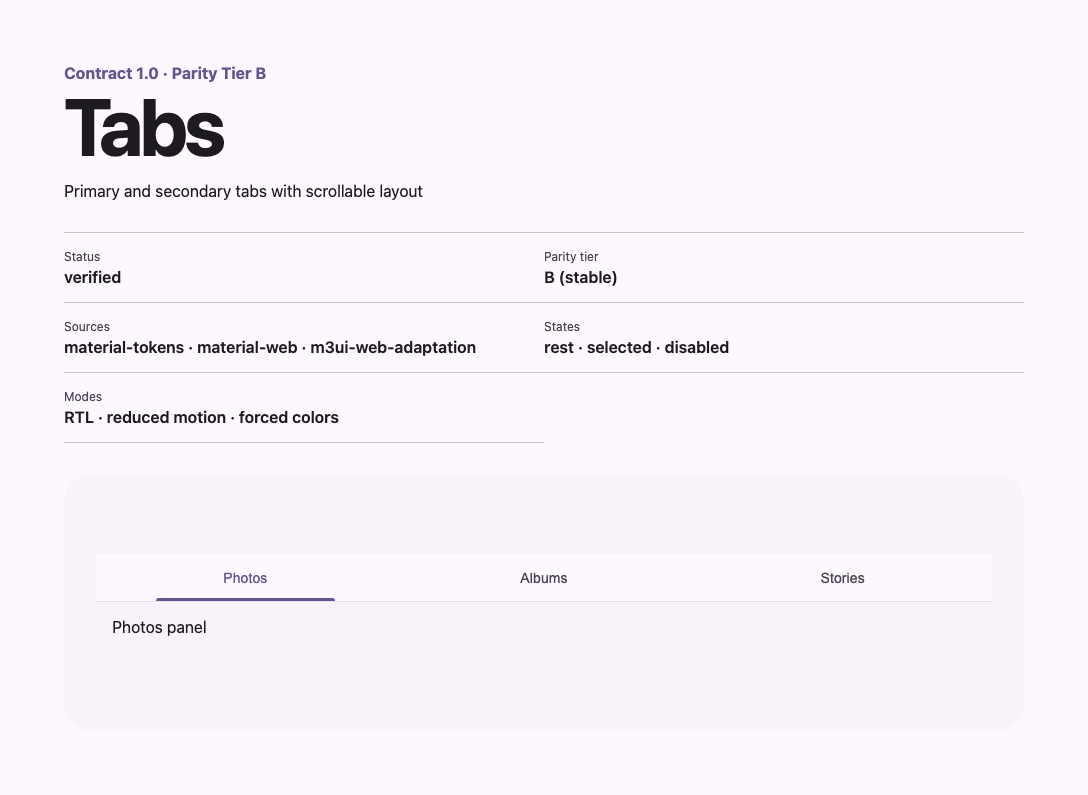 Contract 1.0 · Parity Tier B
Tabs
Primary and secondary tabs with scrollable layout
Status
verified
Parity tier
B (stable)
Sources
material-tokens · material-web · m3ui-web-adaptation
States
rest · selected · disabled
Modes
RTL · reduced motion · forced colors
Photos
Albums
Stories
Photos panel